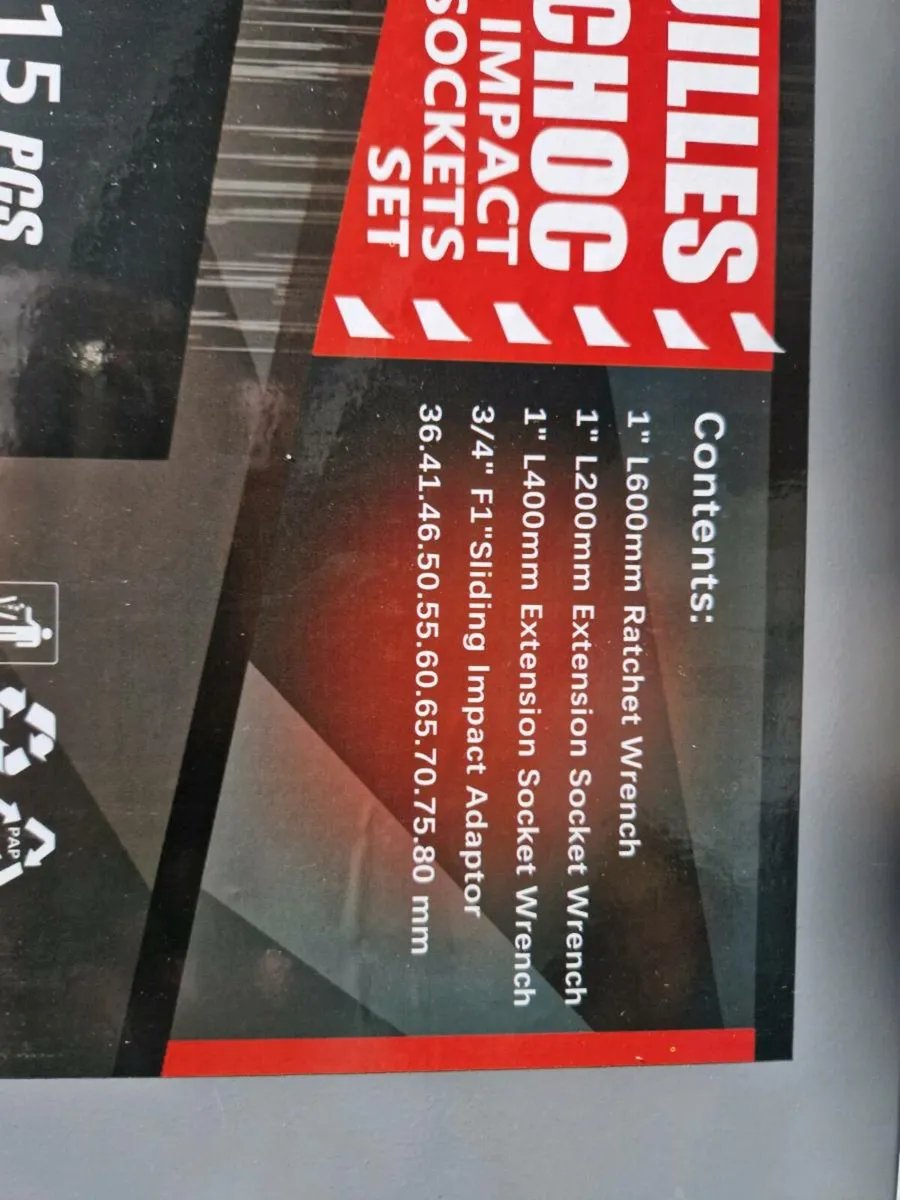 CHOC
IMPACT
SOCKETS
SET
15 PCS
Contents:
1" L600mm Ratchet Wrench
1" L200mm Extension Socket Wrench
1" L400mm Extension Socket Wrench
3/4" F1"Sliding Impact Adaptor
36.41.46.50.55.60.65.70.75.80 mm
PAP